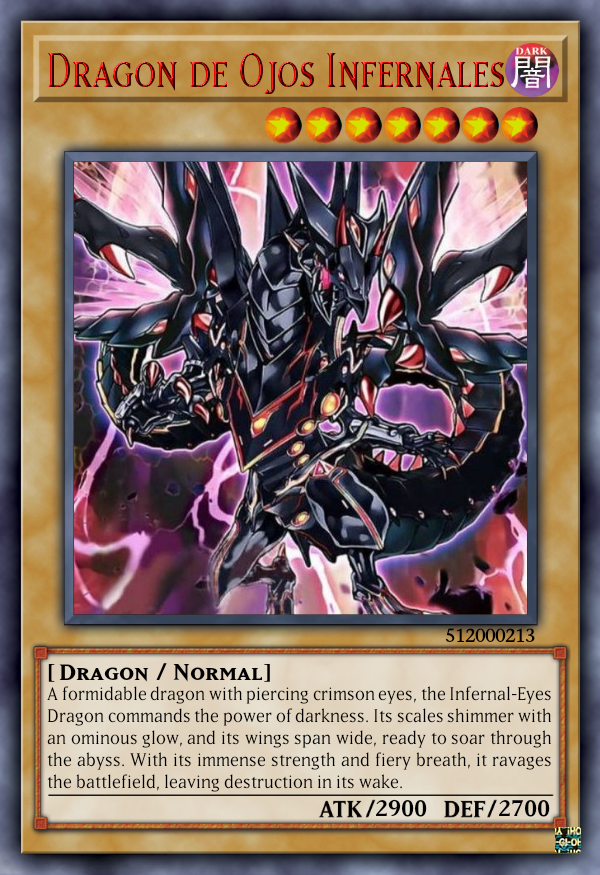 DRAGON DE OJOS INFERNALES
DARK
闇
512000213
[ DRAGON / NORMAL]
A formidable dragon with piercing crimson eyes, the Infernal-Eyes
Dragon commands the power of darkness. Its scales shimmer with
an ominous glow, and its wings span wide, ready to soar through
the abyss. With its immense strength and fiery breath, it ravages
the battlefield, leaving destruction in its wake.
ATK/2900 DEF/2700